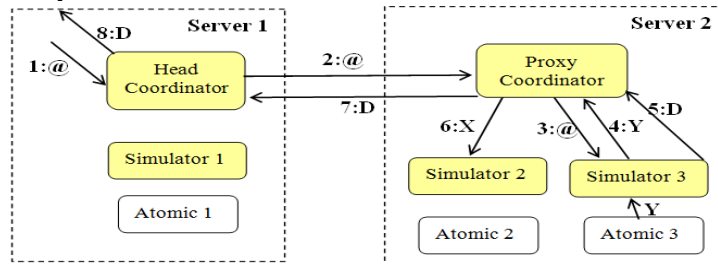 8:D
Server 1
Server 2
1:@
Head
Coordinator
2:@
Proxy
Coordinator
7:D
5:D
6:X
3:@
4:Y
Simulator 1
Simulator 2
Simulator 3
Atomic 1
Y
Atomic 2
Atomic 3